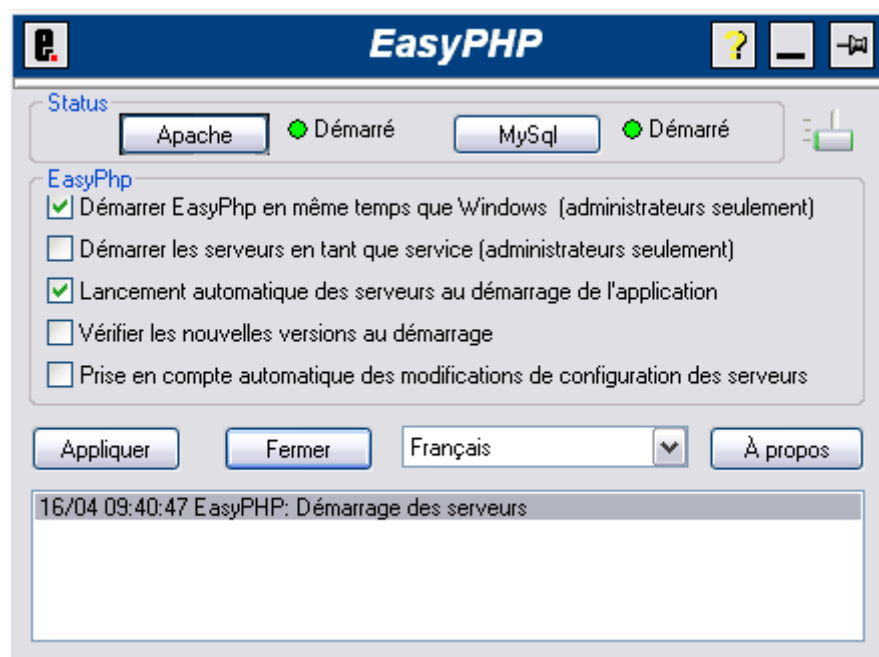 e.
EasyPHP
?
Status
Apache
Démarré
MySql
Démarré
EasyPhp
Démarrer EasyPhp en même temps que Windows (administrateurs seulement)
Démarrer les serveurs en tant que service (administrateurs seulement)
Lancement automatique des serveurs au démarrage de l'application
Vérifier les nouvelles versions au démarrage
Prise en compte automatique des modifications de configuration des serveurs
Appliquer
Fermer
Français
À propos
16/04 09:40:47 EasyPHP: Démarrage des serveurs